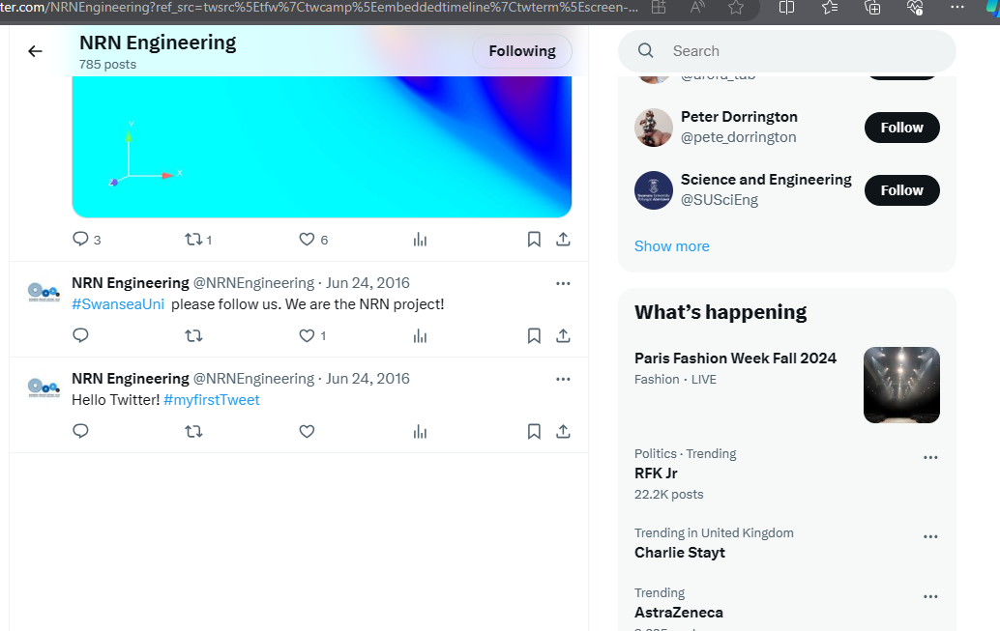 ter.com/NRNEngineering?ref_src=twsrc%5Etfw%7Ctwcamp%5Eembeddedtimeline%7Ctwterm%5Escreen-...
NRN Engineering
785 posts
Following
Y
X
Z
3
1
6
NRN Engineering @NRNEngineering · Jun 24, 2016
#SwanseaUni please follow us. We are the NRN project!
1
NRN Engineering @NRNEngineering · Jun 24, 2016
Hello Twitter! #myfirstTweet
Search
Peter Dorrington
@pete_dorrington
Follow
Science and Engineering
@SUSciEng
Follow
Show more
What’s happening
Paris Fashion Week Fall 2024
Fashion · LIVE
Politics · Trending
RFK Jr
22.2K posts
Trending in United Kingdom
Charlie Stayt
Trending
AstraZeneca